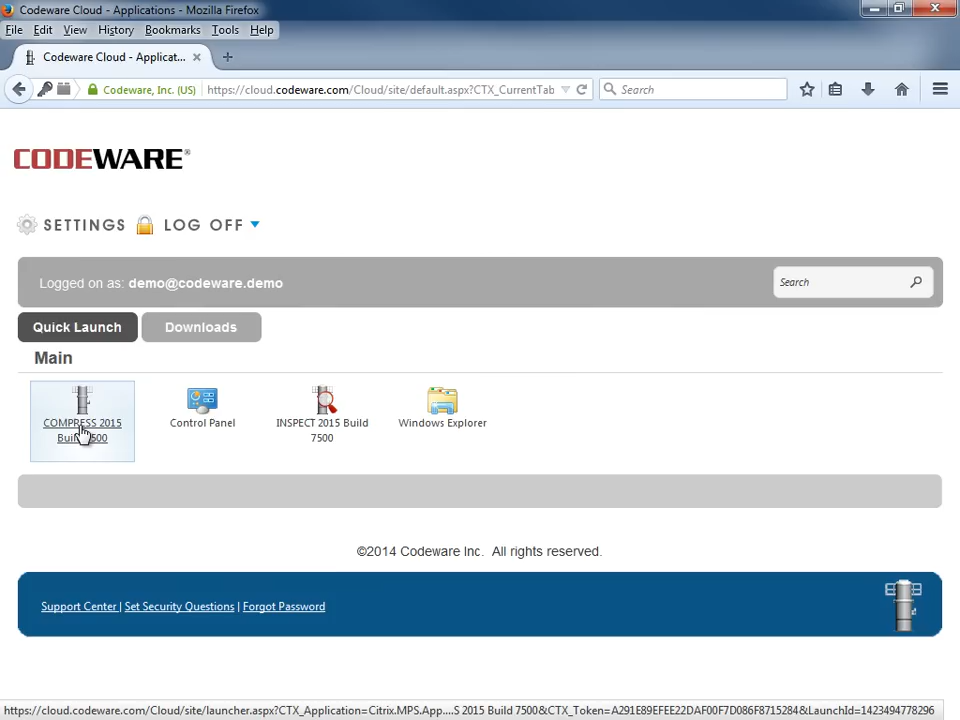 Codeware Cloud - Applications - Mozilla Firefox
File Edit View History Bookmarks Tools Help
Codeware Cloud - Applicat...
Codeware, Inc. (US) https://cloud.codeware.com/Cloud/site/default.aspx?CTX_CurrentTab Search
CODEWARE®
SETTINGS LOG OFF
Logged on as: demo@codeware.demo Search
Quick Launch Downloads
Main
COMPRESS 2015 Control Panel INSPECT 2015 Build Windows Explorer
Build 7500 7500
©2014 Codeware Inc. All rights reserved.
Support Center | Set Security Questions | Forgot Password
https://cloud.codeware.com/Cloud/site/launcher.aspx?CTX_Application=Citrix.MPS.App....S 2015 Build 7500&CTX_Token=A291E89EFEE22DAF00F7D086F8715284&LaunchId=1423494778296